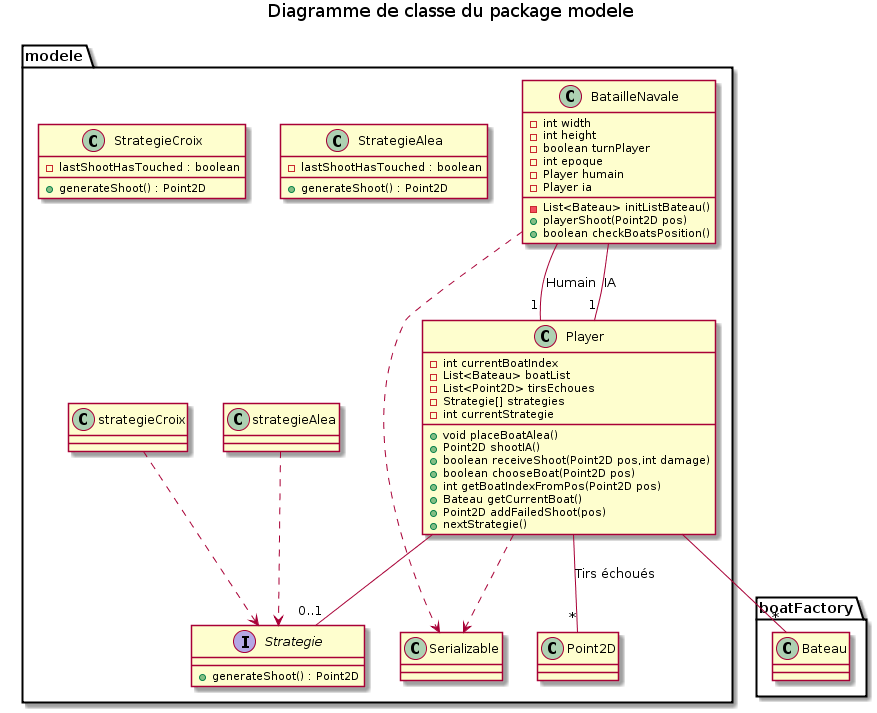 Diagramme de classe du package modele
modele
C BatailleNavale
int width
int height
boolean turnPlayer
int epoque
Player humain
Player ia
List<Bateau> initListBateau()
playerShoot(Point2D pos)
boolean checkBoatsPosition()
C StrategieCroix
lastShootHasTouched : boolean
generateShoot() : Point2D
C StrategieAlea
lastShootHasTouched : boolean
generateShoot() : Point2D
Humain
IA
1
1
C Player
int currentBoatIndex
List<Bateau> boatList
List<Point2D> tirsEchoues
Strategie[] strategies
int currentStrategie
void placeBoatAlea()
Point2D shootIA()
boolean receiveShoot(Point2D pos,int damage)
boolean chooseBoat(Point2D pos)
int getBoatIndexFromPos(Point2D pos)
Bateau getCurrentBoat()
Point2D addFailedShoot(pos)
nextStrategie()
C strategieCroix
C strategieAlea
Tirs échoués
0..1
*
*
boatFactory
I Strategie
generateShoot() : Point2D
C Serializable
C Point2D
C Bateau